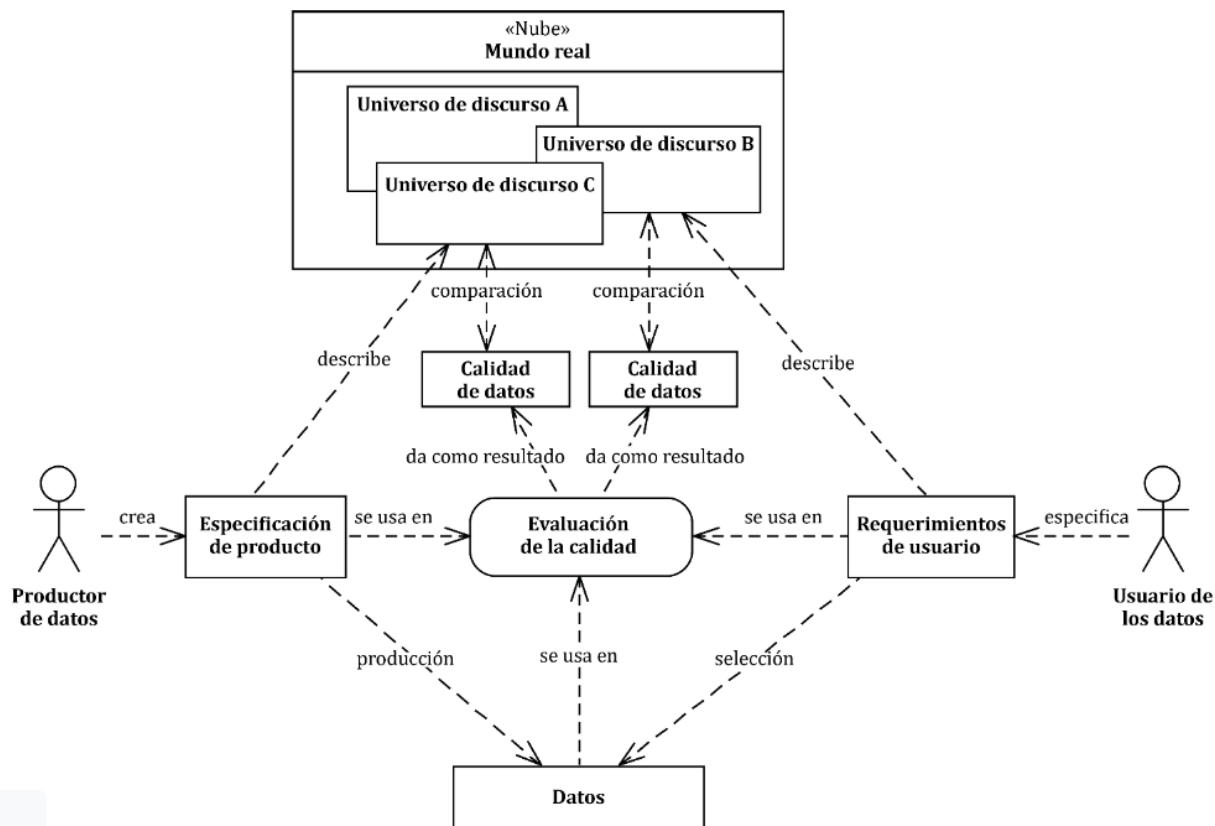 «Nube»
Mundo real
Universo de discurso A
Universo de discurso B
Universo de discurso C
comparación
comparación
describe
describe
Calidad
de datos
Calidad
de datos
da como resultado
da como resultado
crea
Especificación
de producto
se usa en
Evaluación
de la calidad
se usa en
Requerimientos
de usuario
especifica
Productor
de datos
Usuario de
los datos
producción
se usa en
selección
Datos